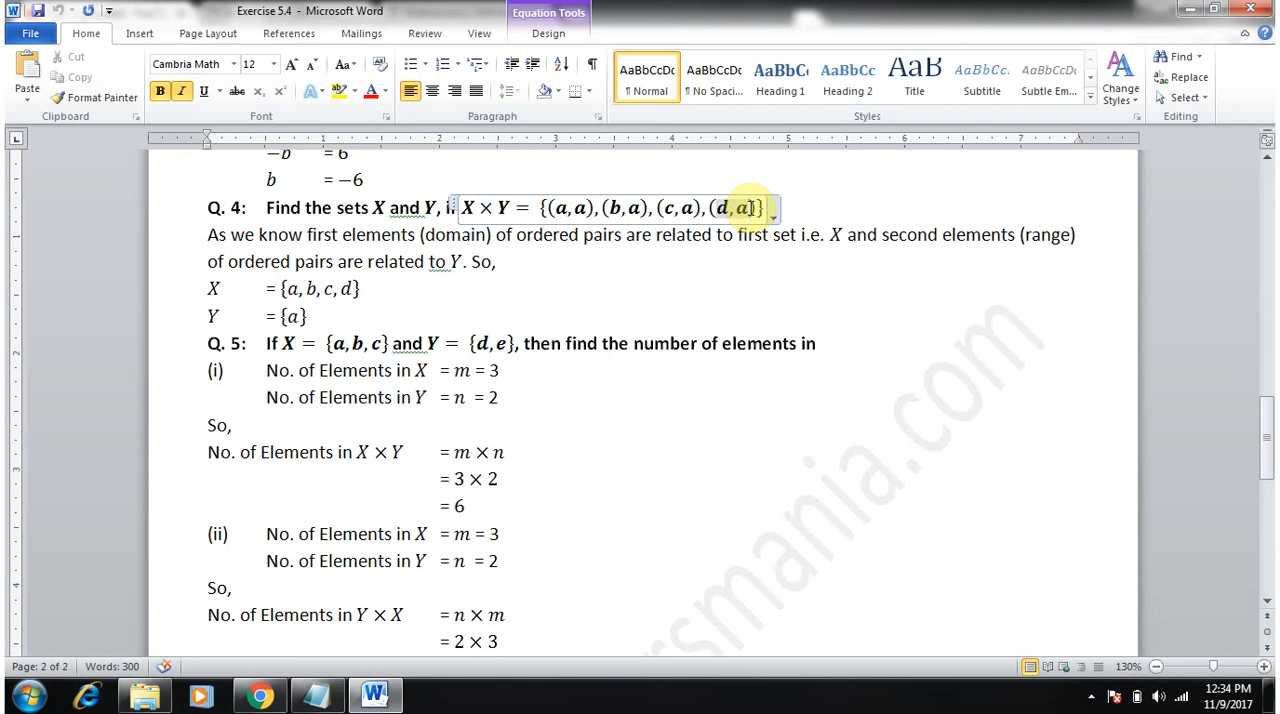 Exercise 5.4 - Microsoft Word
Equation Tools
File Home Insert Page Layout References Mailings Review View Design
Paste
Cut
Copy
Format Painter
Clipboard
Cambria Math 12
Font
Paragraph
AaBbCcDc AaBbCcDc AaBbCc AaBbCc AaB AaBbCc. AaBbCcDc
¶ Normal ¶ No Spaci... Heading 1 Heading 2 Title Subtitle Subtle Em...
Change Styles
Styles
Find
Replace
Select
Editing
−b = 6
b = −6
Q. 4: Find the sets X and Y, if X × Y = {(a, a), (b, a), (c, a), (d, a)}
As we know first elements (domain) of ordered pairs are related to first set i.e. X and second elements (range)
of ordered pairs are related to Y. So,
X = {a, b, c, d}
Y = {a}
Q. 5: If X = {a, b, c} and Y = {d, e}, then find the number of elements in
(i) No. of Elements in X = m = 3
No. of Elements in Y = n = 2
So,
No. of Elements in X × Y = m × n
= 3 × 2
= 6
(ii) No. of Elements in X = m = 3
No. of Elements in Y = n = 2
So,
No. of Elements in Y × X = n × m
= 2 × 3
Page: 2 of 2 Words: 300 130%
12:34 PM
11/9/2017